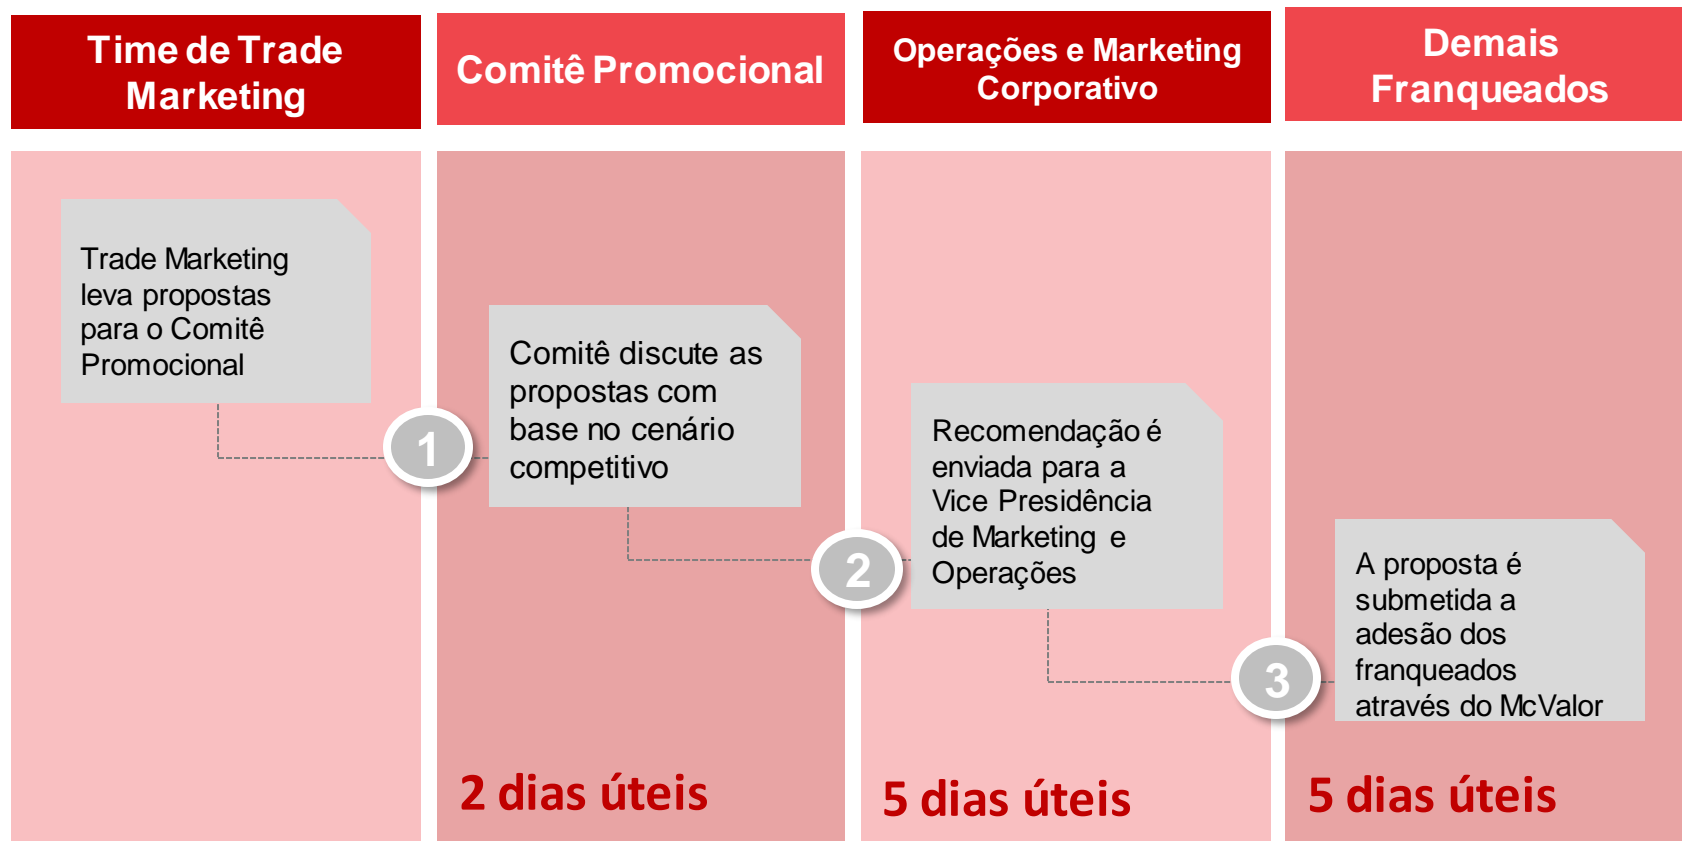 Time de Trade
Marketing
Comitê Promocional
Operações e Marketing
Corporativo
Demais
Franqueados
Trade Marketing
leva propostas
para o Comitê
Promocional
1
Comitê discute as
propostas com
base no cenário
competitivo
2
Recomendação é
enviada para a
Vice Presidência
de Marketing e
Operações
3
A proposta é
submetida a
adesão dos
franqueados
através do McValor
2 dias úteis
5 dias úteis
5 dias úteis